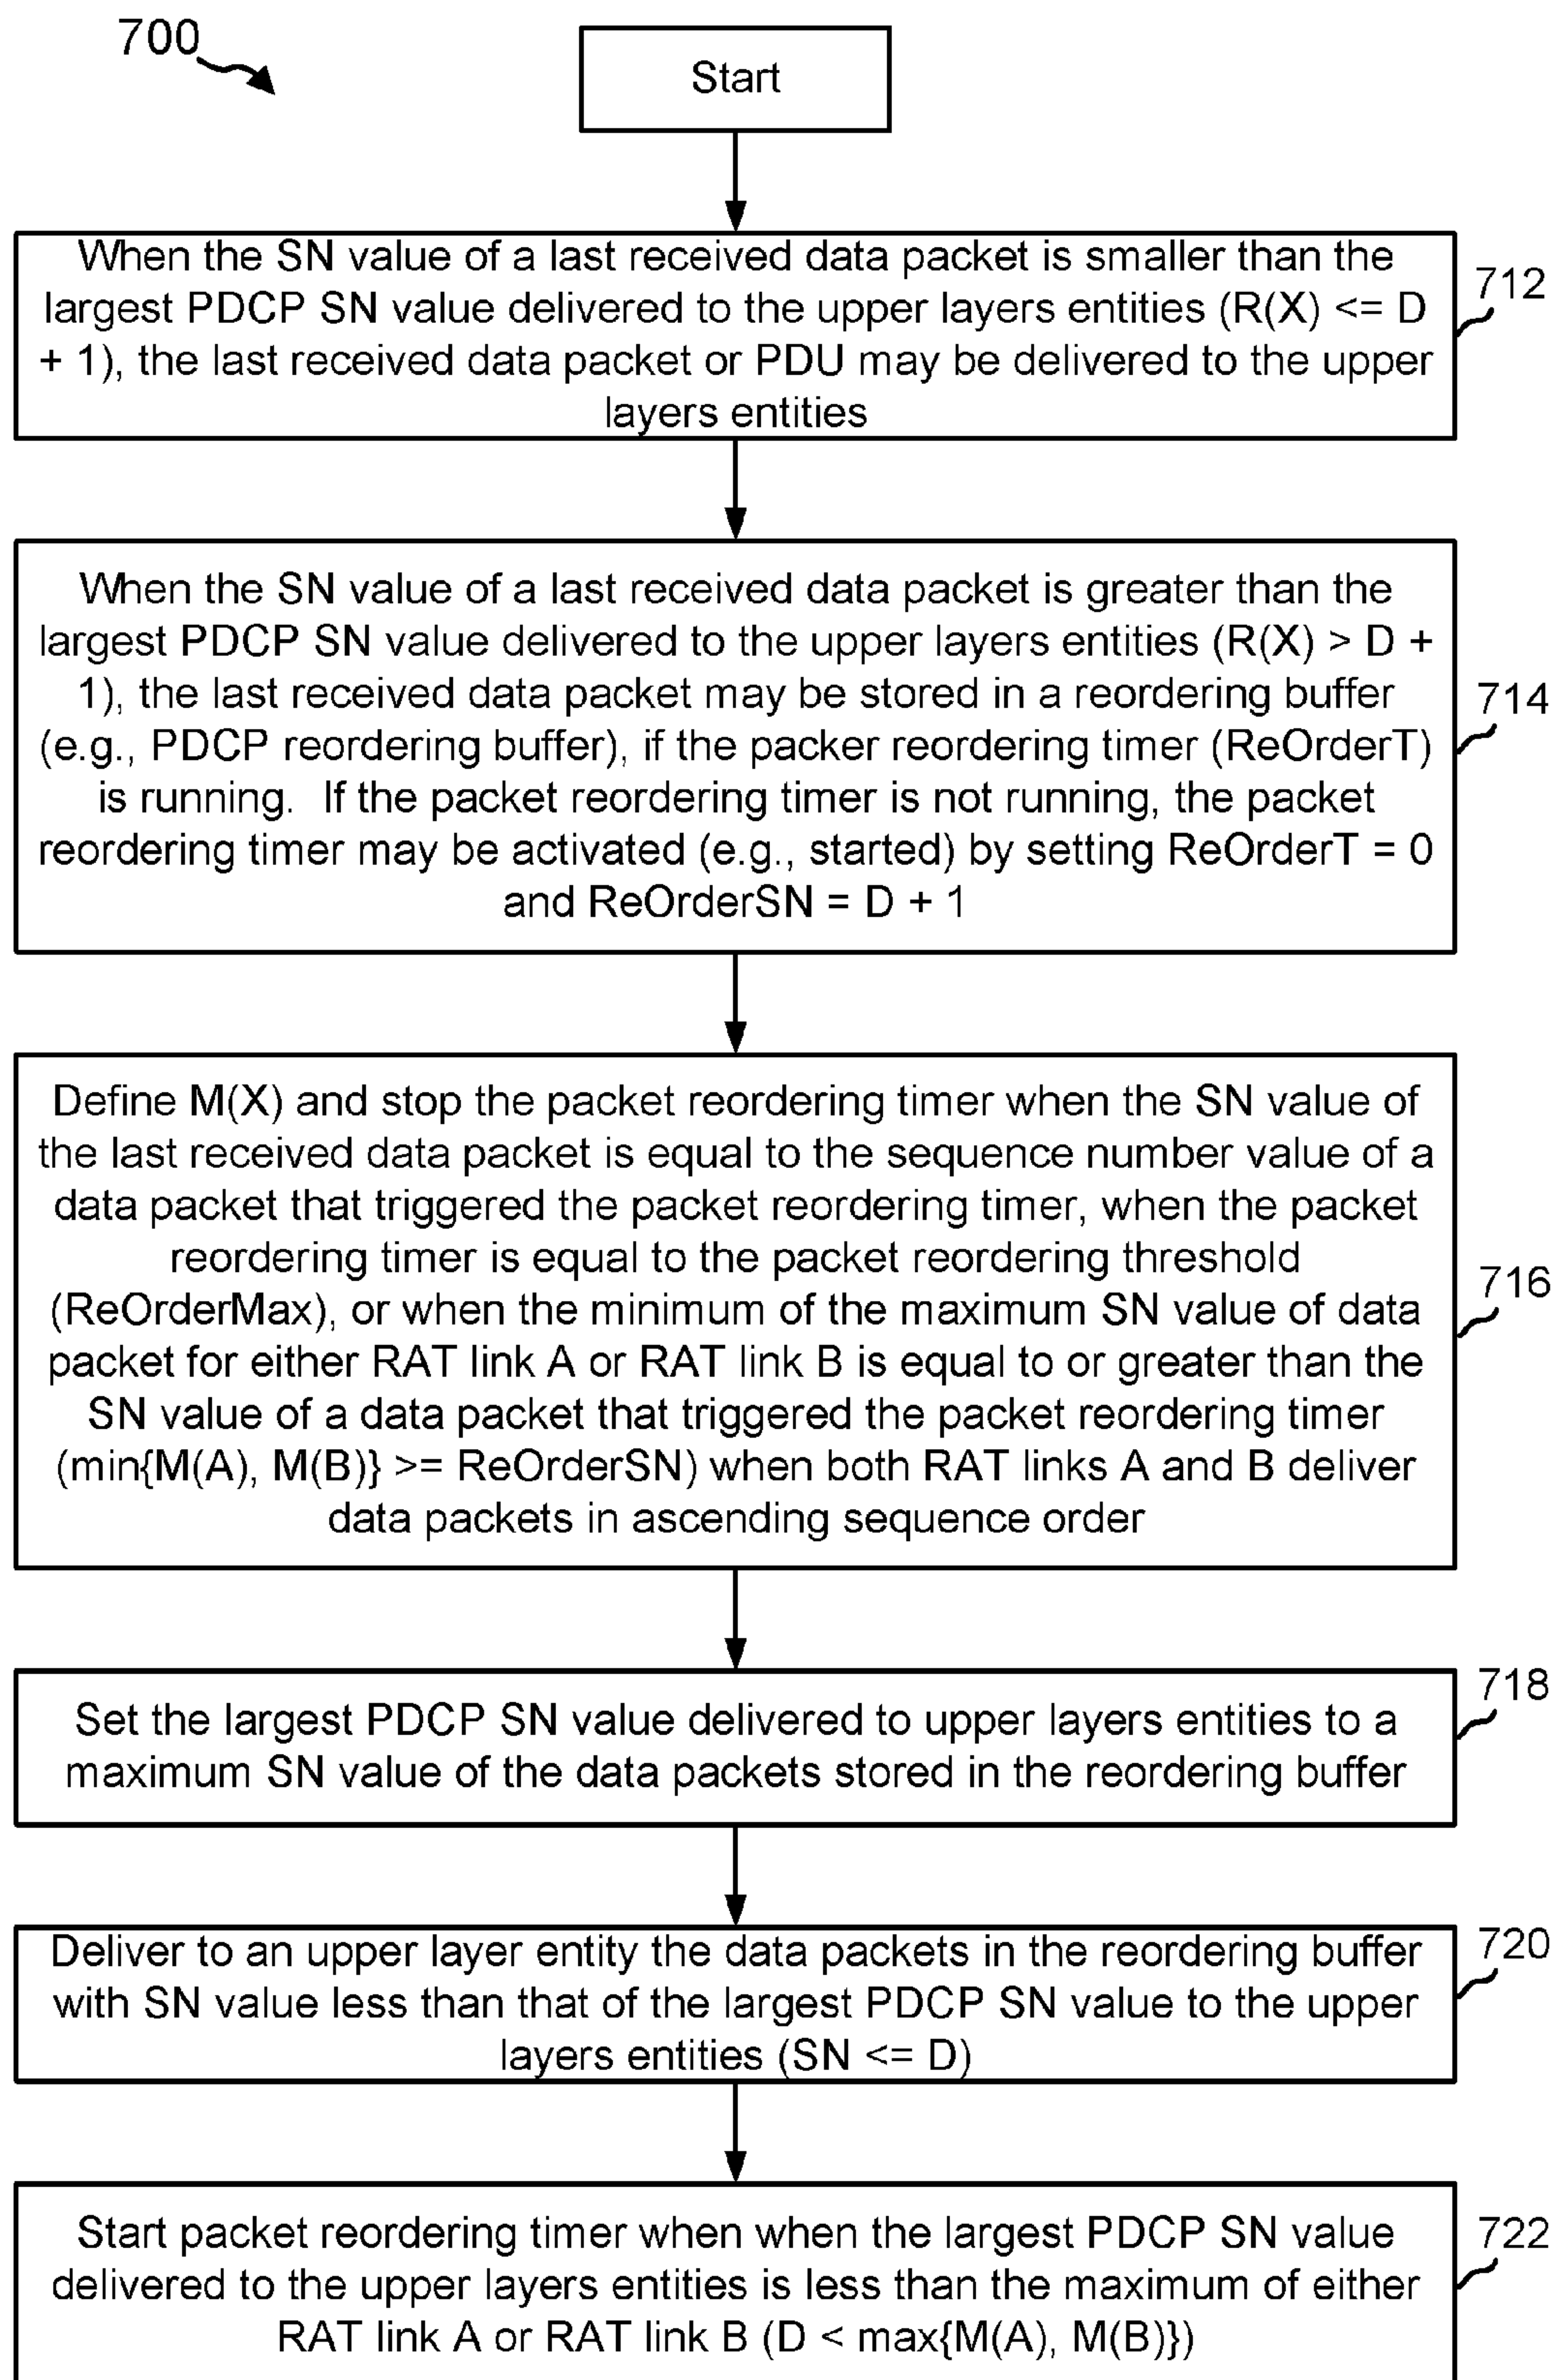 700
Start
When the SN value of a last received data packet is smaller than the
largest PDCP SN value delivered to the upper layers entities (R(X) <= D
+ 1), the last received data packet or PDU may be delivered to the upper
layers entities
712
When the SN value of a last received data packet is greater than the
largest PDCP SN value delivered to the upper layers entities (R(X) > D +
1), the last received data packet may be stored in a reordering buffer
(e.g., PDCP reordering buffer), if the packer reordering timer (ReOrderT)
is running.  If the packet reordering timer is not running, the packet
reordering timer may be activated (e.g., started) by setting ReOrderT = 0
and ReOrderSN = D + 1
714
Define M(X) and stop the packet reordering timer when the SN value of
the last received data packet is equal to the sequence number value of a
data packet that triggered the packet reordering timer, when the packet
reordering timer is equal to the packet reordering threshold
(ReOrderMax), or when the minimum of the maximum SN value of data
packet for either RAT link A or RAT link B is equal to or greater than the
SN value of a data packet that triggered the packet reordering timer
(min{M(A), M(B)} >= ReOrderSN) when both RAT links A and B deliver
data packets in ascending sequence order
716
Set the largest PDCP SN value delivered to upper layers entities to a
maximum SN value of the data packets stored in the reordering buffer
718
Deliver to an upper layer entity the data packets in the reordering buffer
with SN value less than that of the largest PDCP SN value to the upper
layers entities (SN <= D)
720
Start packet reordering timer when when the largest PDCP SN value
delivered to the upper layers entities is less than the maximum of either
RAT link A or RAT link B (D < max{M(A), M(B)})
722